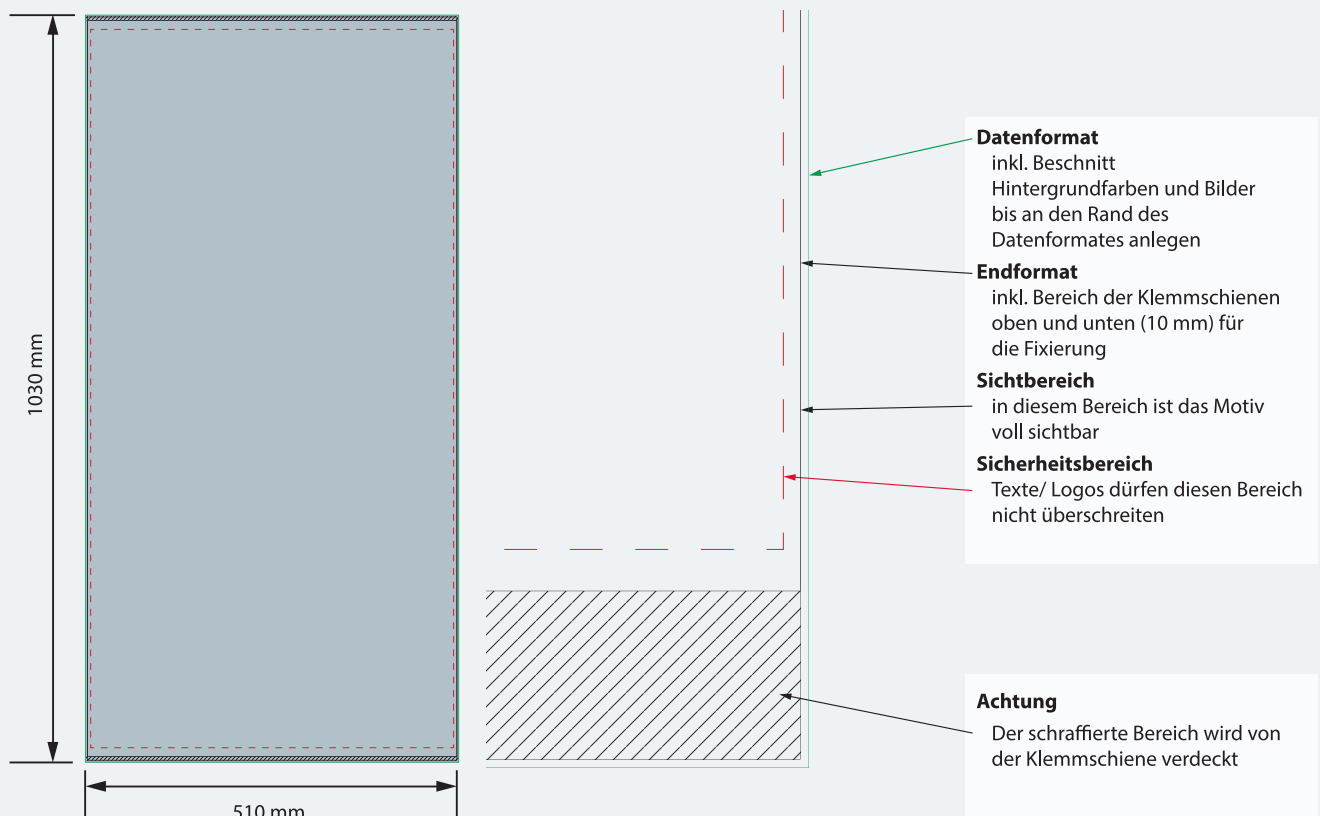 1030 mm
510 mm
Datenformat
inkl. Beschnitt
Hintergrundfarben und Bilder
bis an den Rand des
Datenformates anlegen
Endformat
inkl. Bereich der Klemmschienen
oben und unten (10 mm) für
die Fixierung
Sichtbereich
in diesem Bereich ist das Motiv
voll sichtbar
Sicherheitsbereich
Texte/ Logos dürfen diesen Bereich
nicht überschreiten
Achtung
Der schraffierte Bereich wird von
der Klemmschiene verdeckt